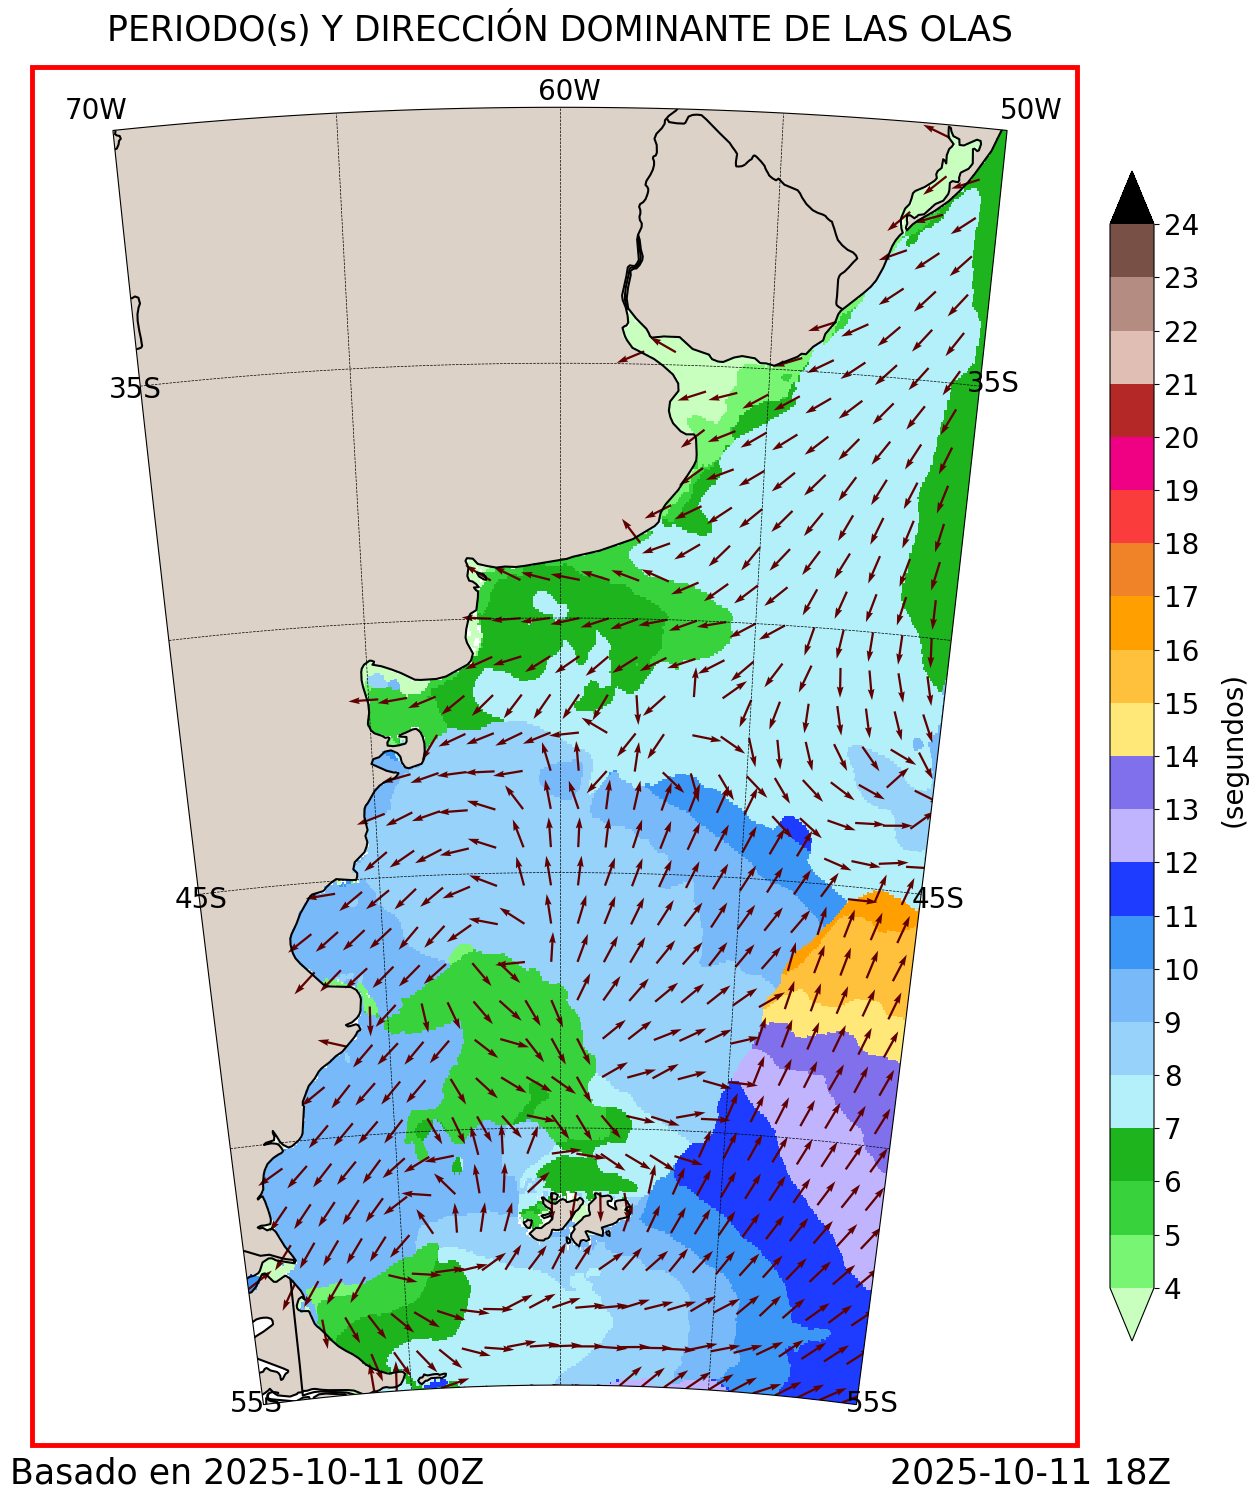 PERIODO(s) Y DIRECCIÓN DOMINANTE DE LAS OLAS
70W
60W
50W
35S
35S
45S
45S
55S
55S
24
23
22
21
20
19
18
17
16
15
14
13
12
11
10
9
8
7
6
5
4
(segundos)
Basado en 2025-10-11 00Z
2025-10-11 18Z